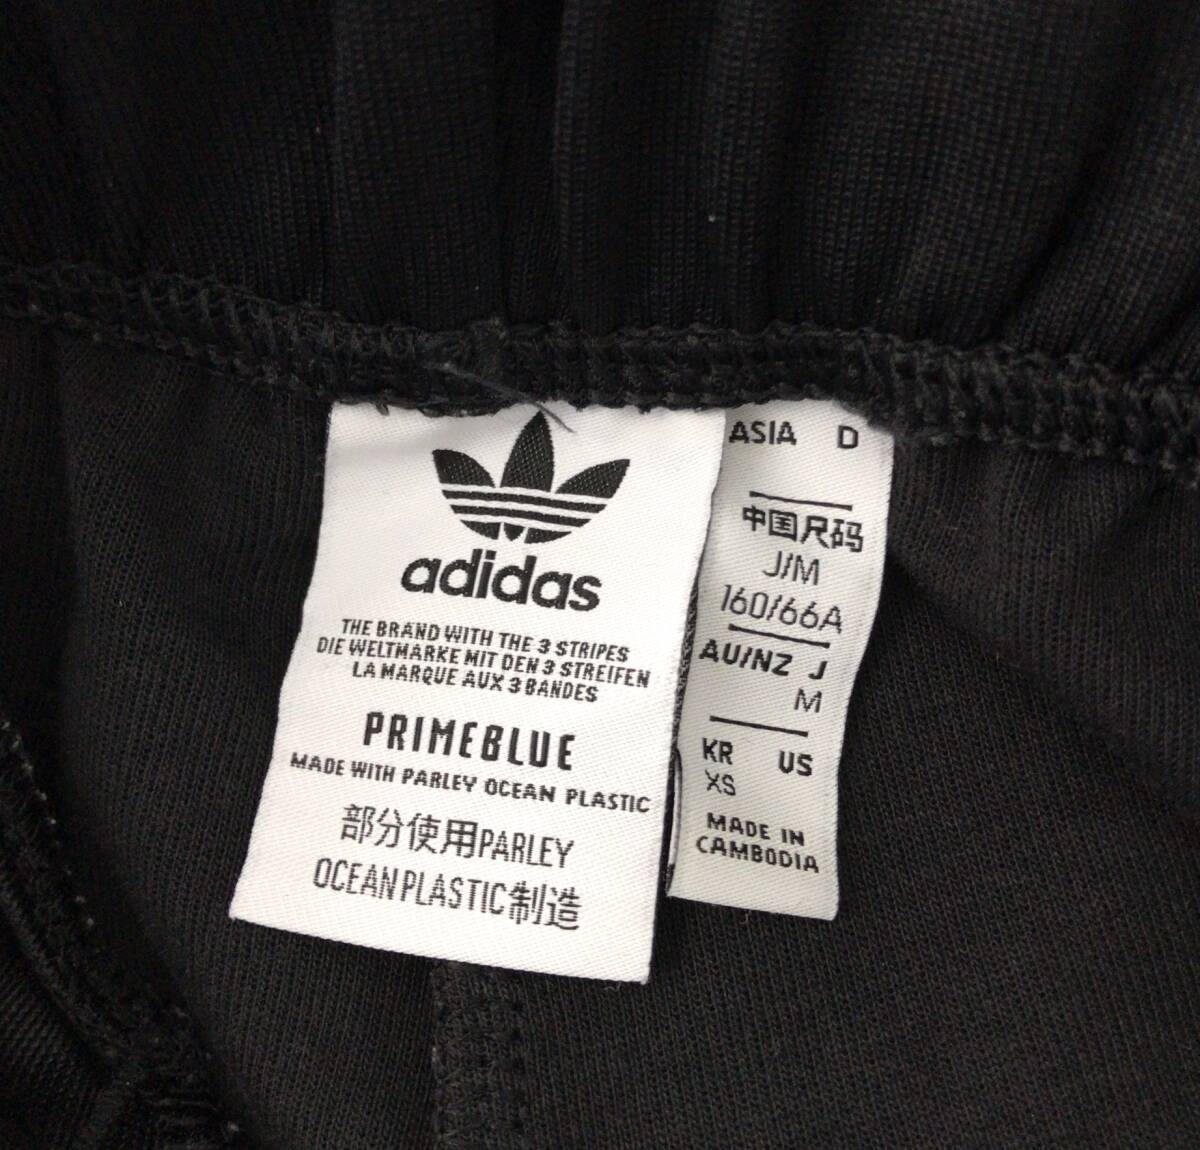 adidas
THE BRAND WITH THE 3 STRIPES
DIE WELTMARKE MIT DEN 3 STREIFEN
LA MARQUE AUX 3 BANDES
PRIMEBLUE
MADE WITH PARLEY OCEAN PLASTIC
部分使用PARLEY
OCEAN PLASTIC制造
ASIA D
中国尺码
J/M
160/66A
AU/NZ J
M
KR US
XS
MADE IN
CAMBODIA